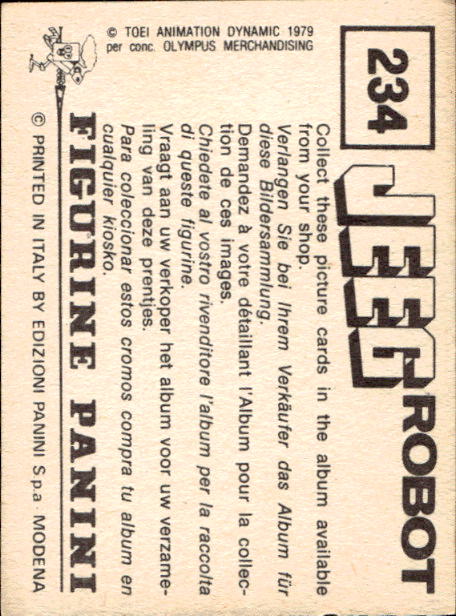 234
JEEG ROBOT
Collect these picture cards in the album available
from your shop.
Verlangen Sie bei Ihrem Verkäufer das Album für
diese Bildersammlung.
Demandez à votre détaillant l'Album pour la collec-
tion de ces images.
Chiedete al vostro rivenditore l'album per la raccolta
di queste figurine.
Vraagt aan uw verkoper het album voor uw verzame-
ling van deze prentjes.
Para coleccionar estos cromos compra tu album en
cualquier kiosko.
FIGURINE PANINI
© PRINTED IN ITALY BY EDIZIONI PANINI S.p.a - MODENA
© TOEI ANIMATION DYNAMIC 1979
per conc. OLYMPUS MERCHANDISING